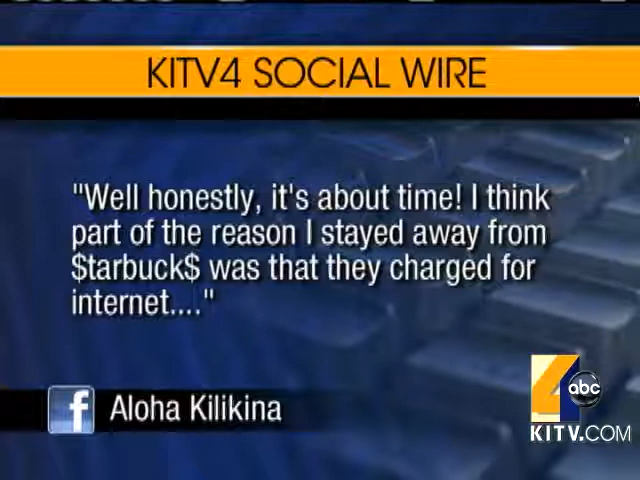 KITV4 SOCIAL WIRE
"Well honestly, it's about time! I think
part of the reason I stayed away from
$tarbuck$ was that they charged for
internet...."
f Aloha Kilikina
4 abc
KITV.COM